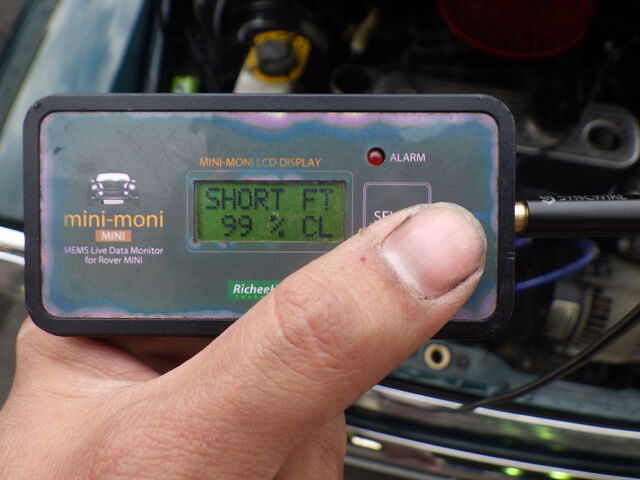 MINI-MONI LCD DISPLAY
ALARM
SHORT FT
99 % CL
mini-moni
MINI
MEMS Live Data Monitor
for Rover MINI